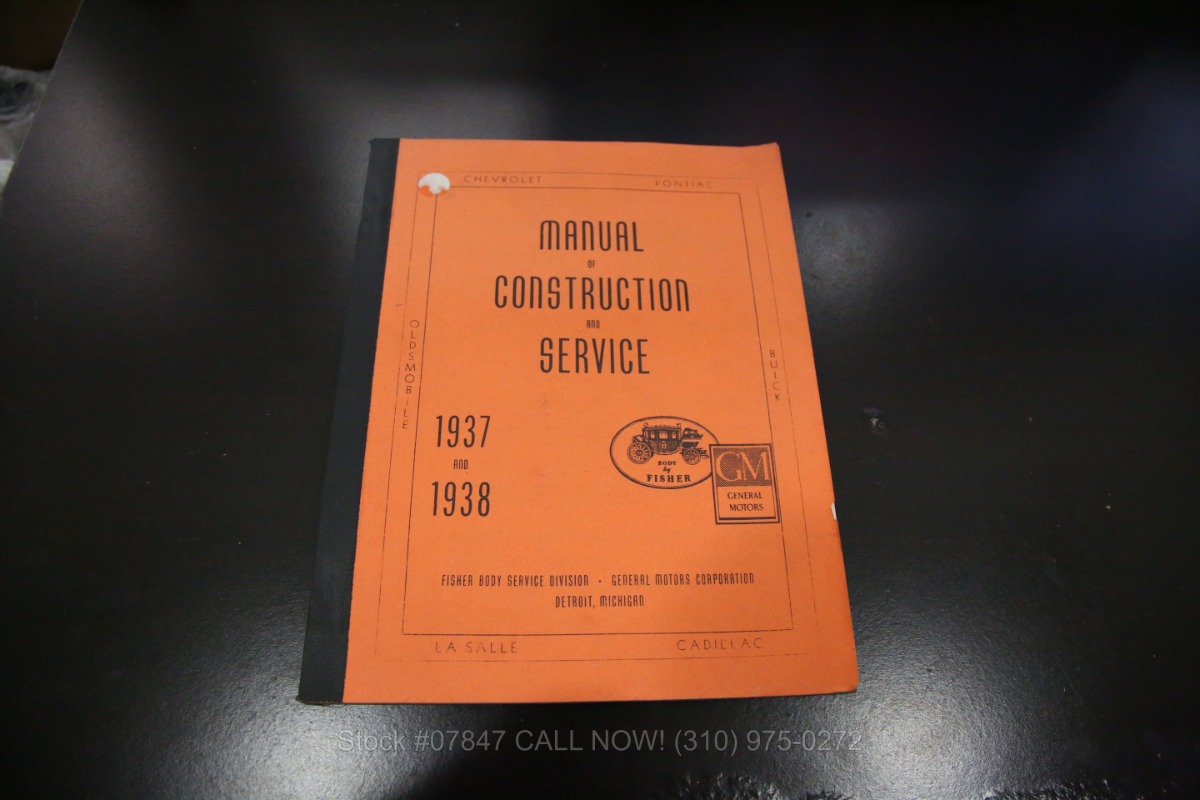 CHEVROLET PONTIAC
MANUAL
OF
CONSTRUCTION
AND
SERVICE
OLDSMOBILE
BUICK
1937
AND
1938
BODY
by
FISHER
GM
GENERAL
MOTORS
FISHER BODY SERVICE DIVISION • GENERAL MOTORS CORPORATION
DETROIT, MICHIGAN
LA SALLE CADILLAC
Stock #07847 CALL NOW! (310) 975-0272